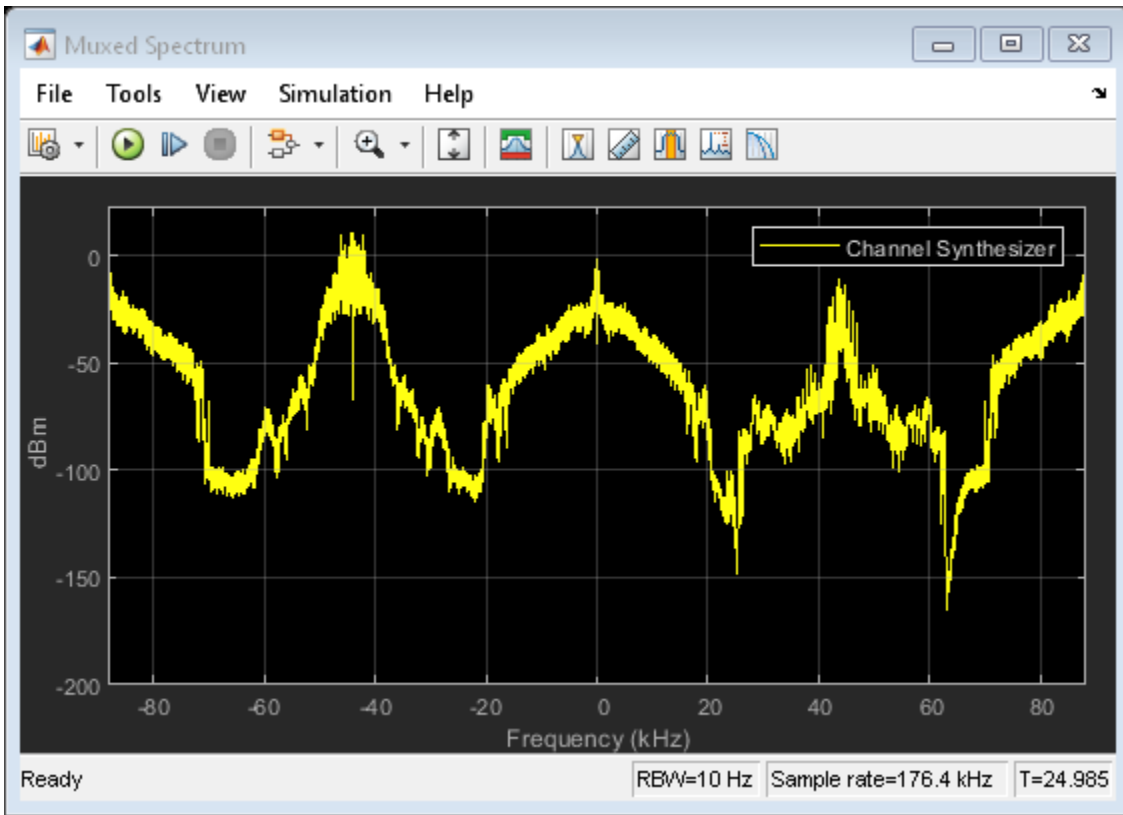 Muxed Spectrum
File Tools View Simulation Help
Channel Synthesizer
0
-50
-100
-150
-200
dBm
-80 -60 -40 -20 0 20 40 60 80
Frequency (kHz)
Ready RBW=10 Hz Sample rate=176.4 kHz T=24.985